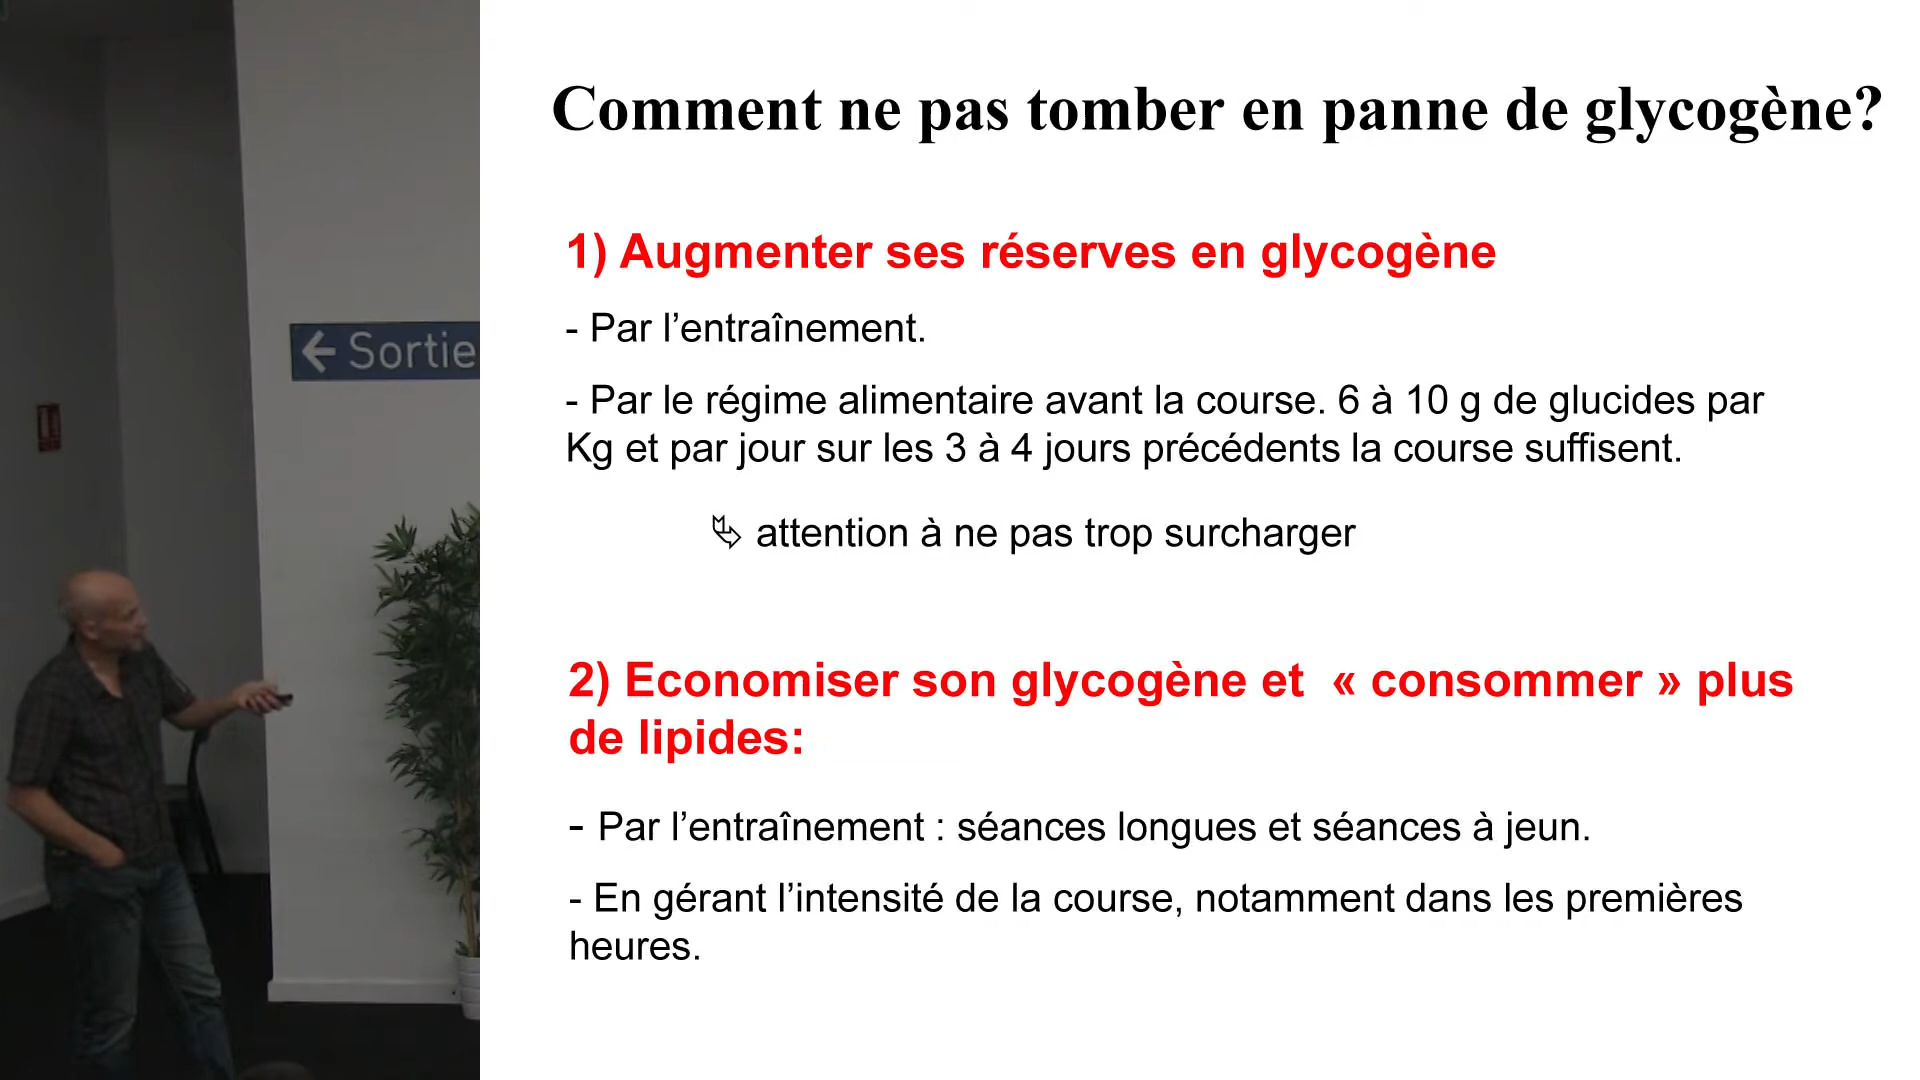 Comment ne pas tomber en panne de glycogène?
1) Augmenter ses réserves en glycogène
- Par l’entraînement.
- Par le régime alimentaire avant la course. 6 à 10 g de glucides par
Kg et par jour sur les 3 à 4 jours précédents la course suffisent.
⮱ attention à ne pas trop surcharger
2) Economiser son glycogène et « consommer » plus
de lipides:
- Par l’entraînement : séances longues et séances à jeun.
- En gérant l’intensité de la course, notamment dans les premières
heures.
← Sortie